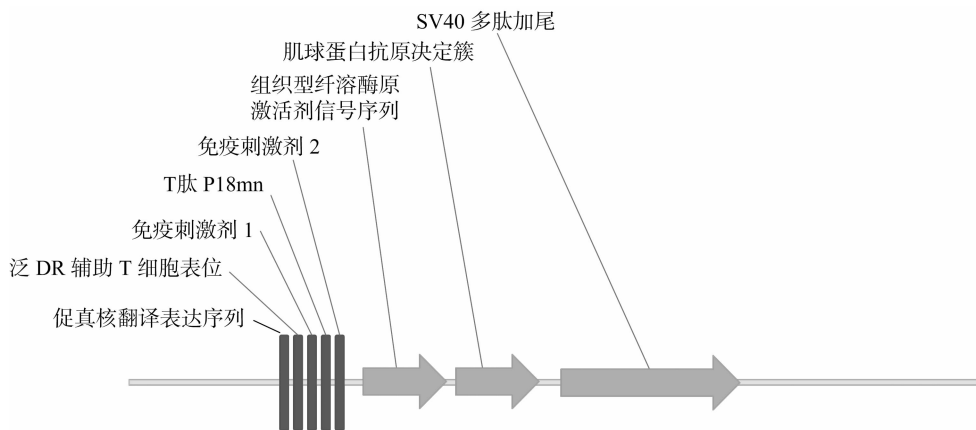 SV40 多肽加尾
肌球蛋白抗原决定簇
组织型纤溶酶原
激活剂信号序列
免疫刺激剂 2
T肽 P18mn
免疫刺激剂 1
泛 DR 辅助 T 细胞表位
促真核翻译表达序列